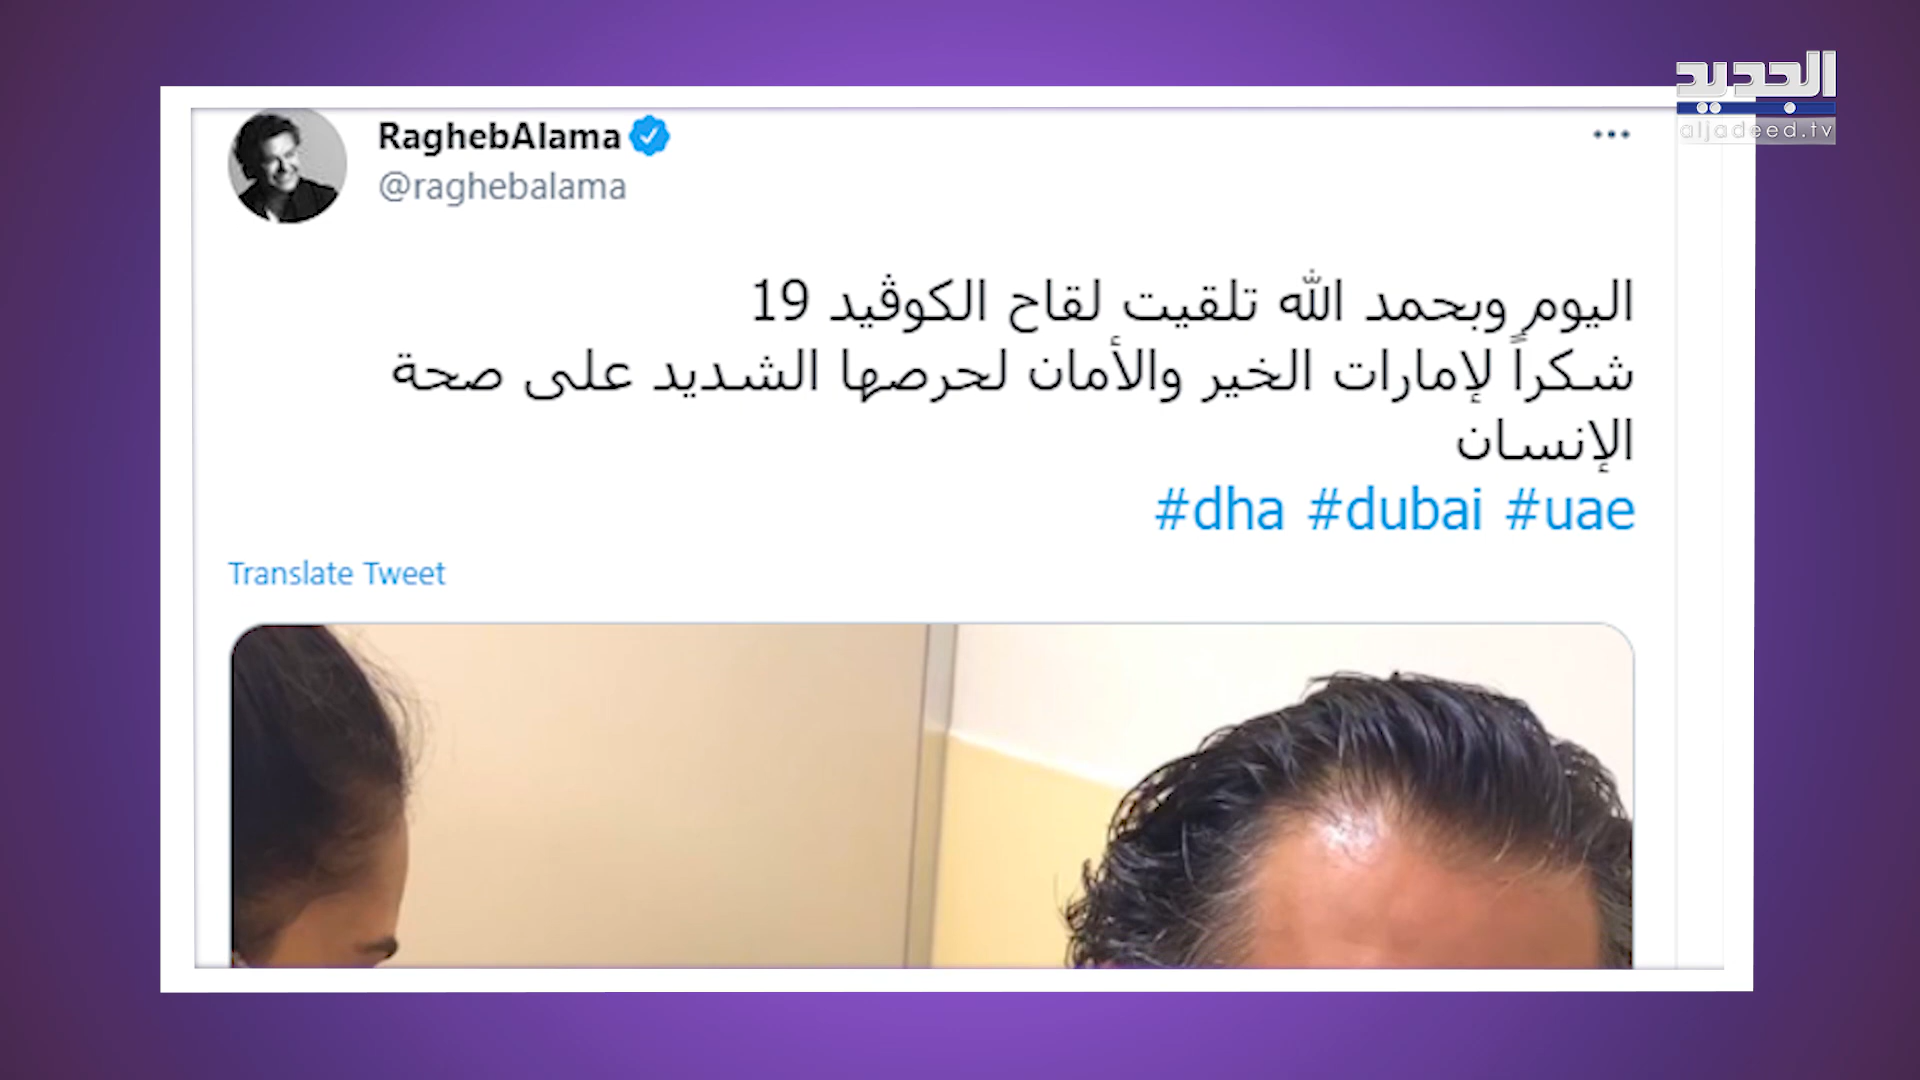 الجديد
aljadeed.tv
RaghebAlama
@raghebalama
اليوم وبحمد الله تلقيت لقاح الكوڤيد 19
شكراً لإمارات الخير والأمان لحرصها الشديد على صحة
الإنسان
#dha #dubai #uae
Translate Tweet